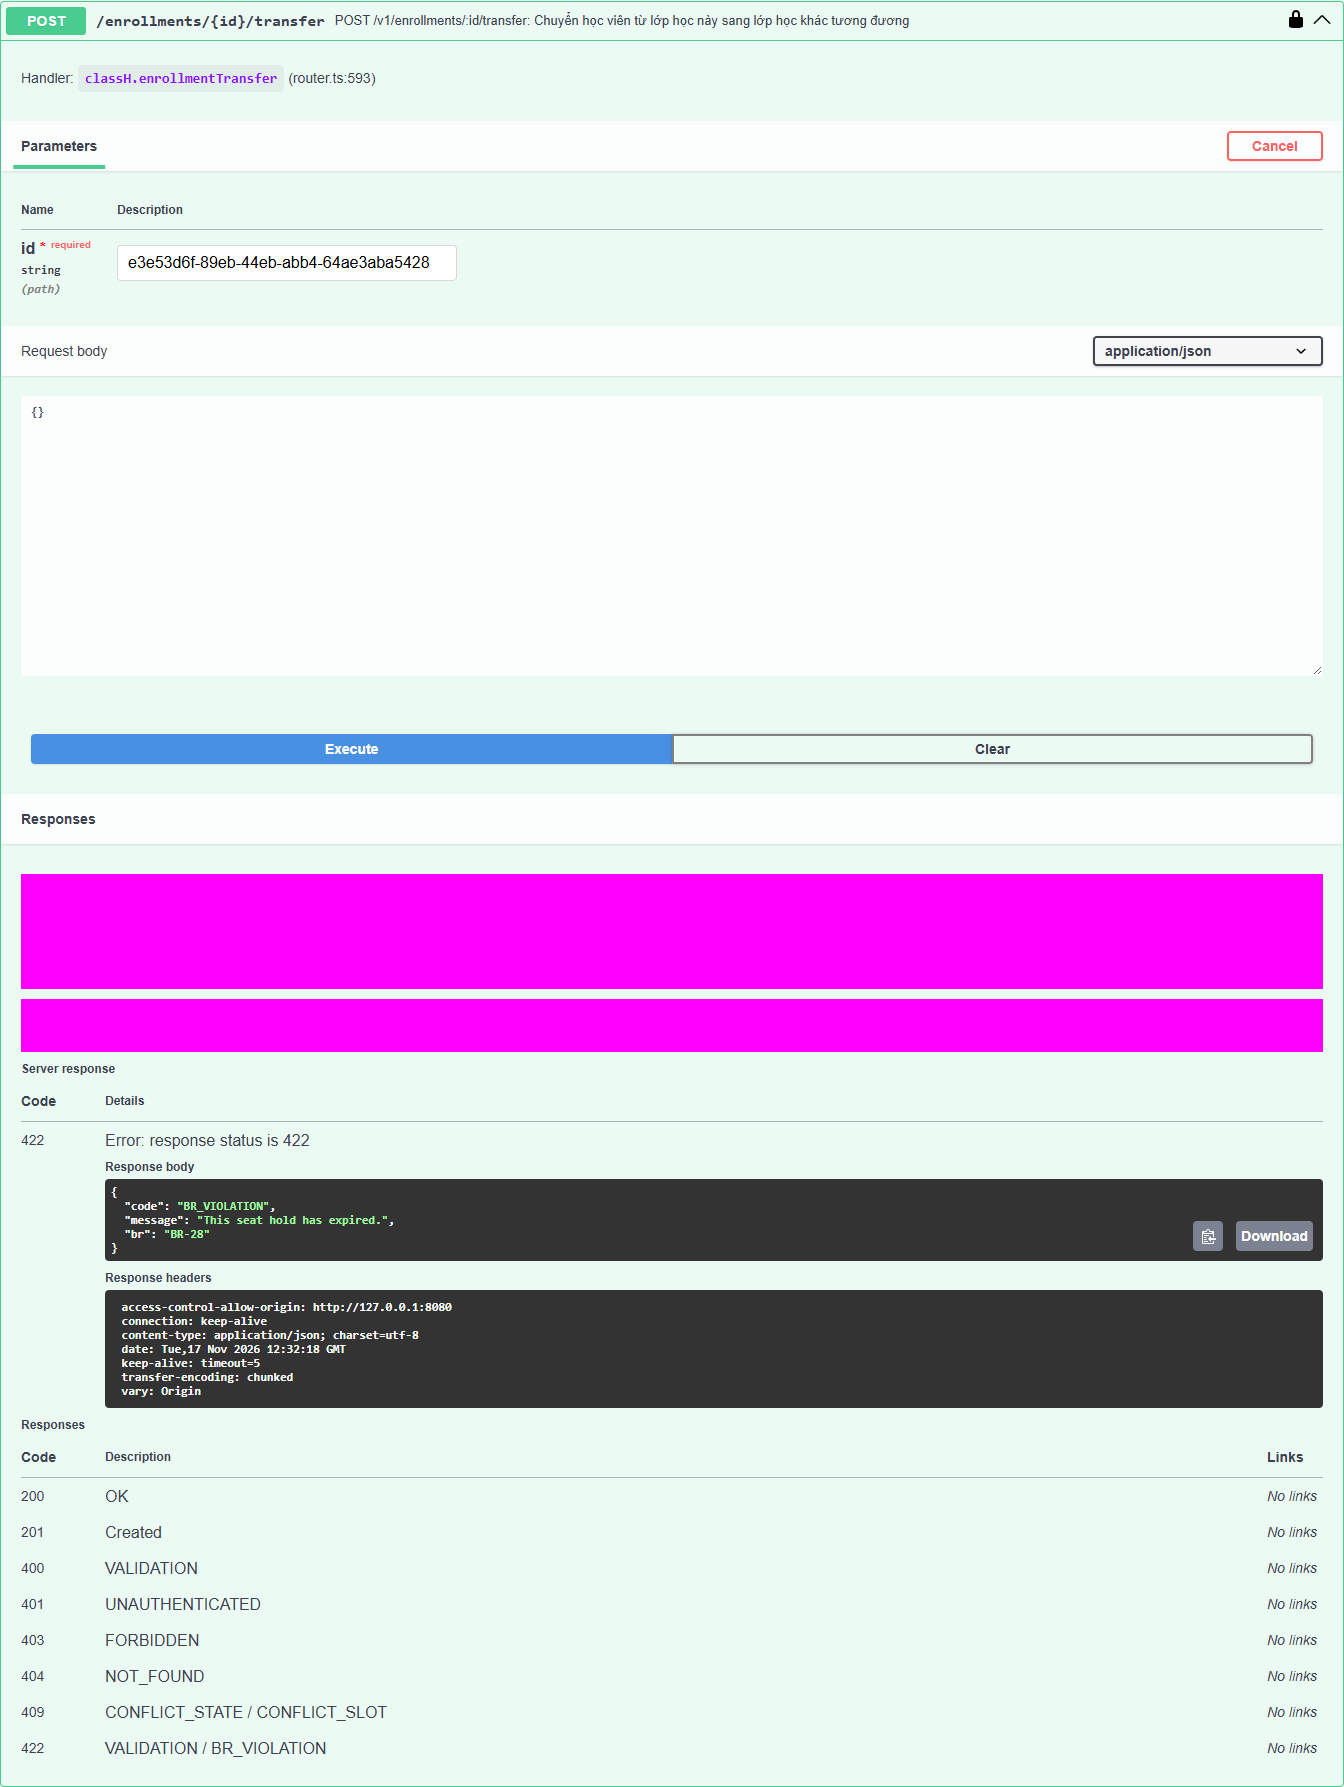 POST /enrollments/{id}/transfer POST /v1/enrollments/:id/transfer: Chuyển học viên từ lớp học này sang lớp học khác tương đương
Handler: classH.enrollmentTransfer (router.ts:593)
Parameters
Cancel
Name Description
id * required
string
(path)
e3e53d6f-89eb-44eb-abb4-64ae3aba5428
Request body
application/json
{}
Execute
Clear
Responses
Server response
Code Details
422 Error: response status is 422
Response body
{
"code": "BR_VIOLATION",
"message": "This seat hold has expired.",
"br": "BR-28"
}
Download
Response headers
access-control-allow-origin: http://127.0.0.1:8080
connection: keep-alive
content-type: application/json; charset=utf-8
date: Tue,17 Nov 2026 12:32:18 GMT
keep-alive: timeout=5
transfer-encoding: chunked
vary: Origin
Responses
Code Description Links
200 OK No links
201 Created No links
400 VALIDATION No links
401 UNAUTHENTICATED No links
403 FORBIDDEN No links
404 NOT_FOUND No links
409 CONFLICT_STATE / CONFLICT_SLOT No links
422 VALIDATION / BR_VIOLATION No links